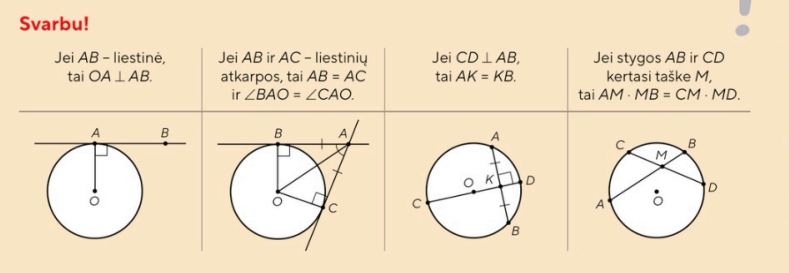 Svarbu!
Jei AB – liestinė,
tai OA ⊥ AB.
Jei AB ir AC – liestinių
atkarpos, tai AB = AC
ir ∠BAO = ∠CAO.
Jei CD ⊥ AB,
tai AK = KB.
Jei stygos AB ir CD
kertasi taške M,
tai AM · MB = CM · MD.
A B
O
B A
O
C
A
O K D
C
B
C B
M
D
A O
!